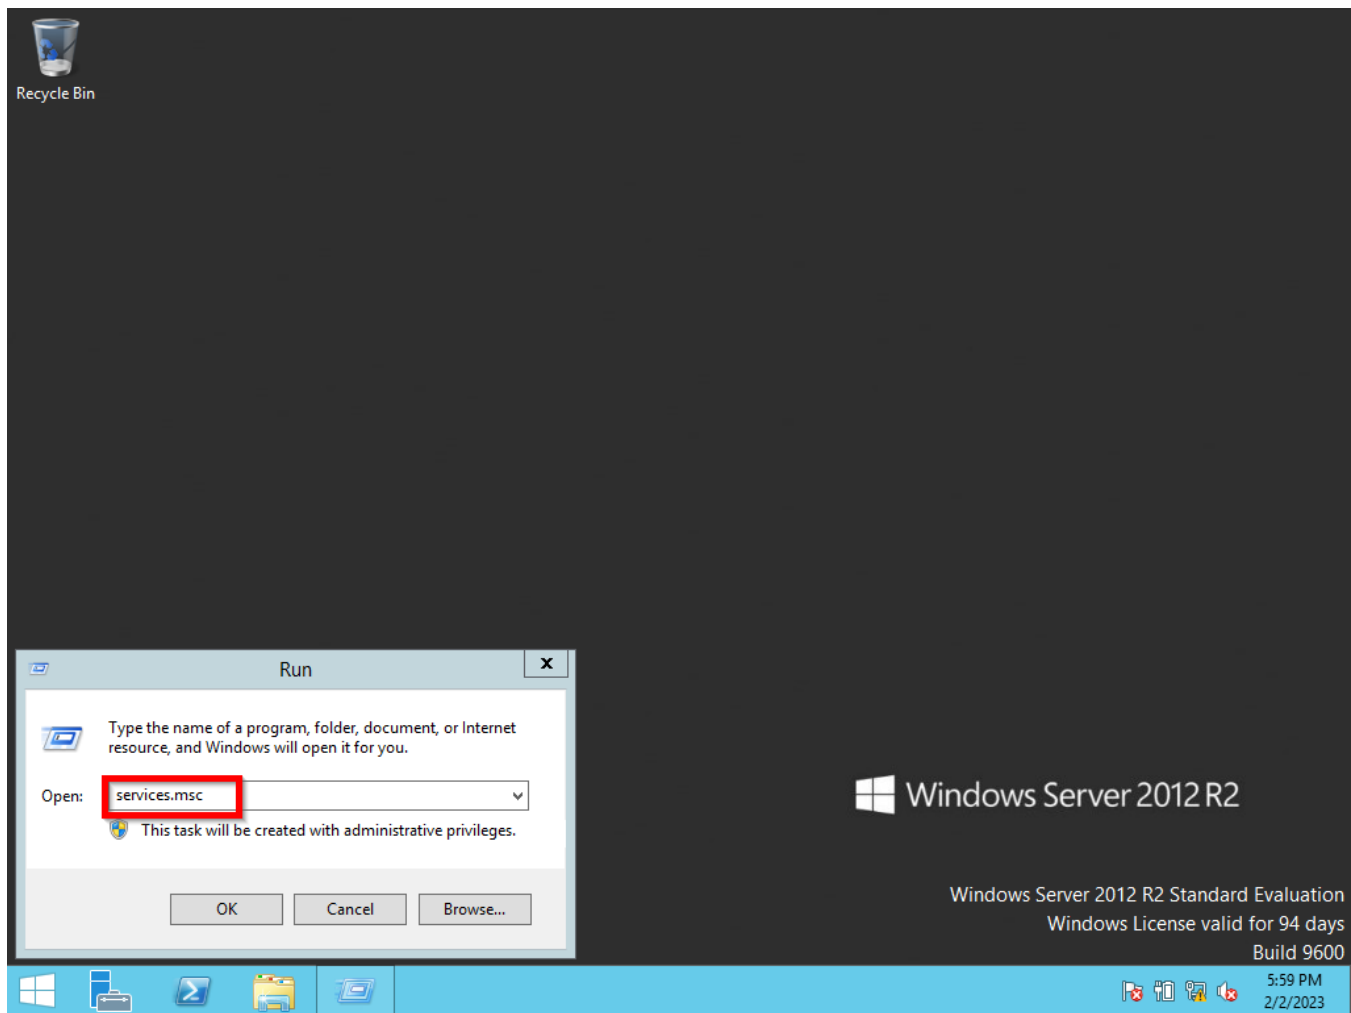 Recycle Bin
Run
x
Type the name of a program, folder, document, or Internet
resource, and Windows will open it for you.
Open: services.msc
This task will be created with administrative privileges.
OK Cancel Browse...
Windows Server 2012 R2
Windows Server 2012 R2 Standard Evaluation
Windows License valid for 94 days
Build 9600
5:59 PM
2/2/2023